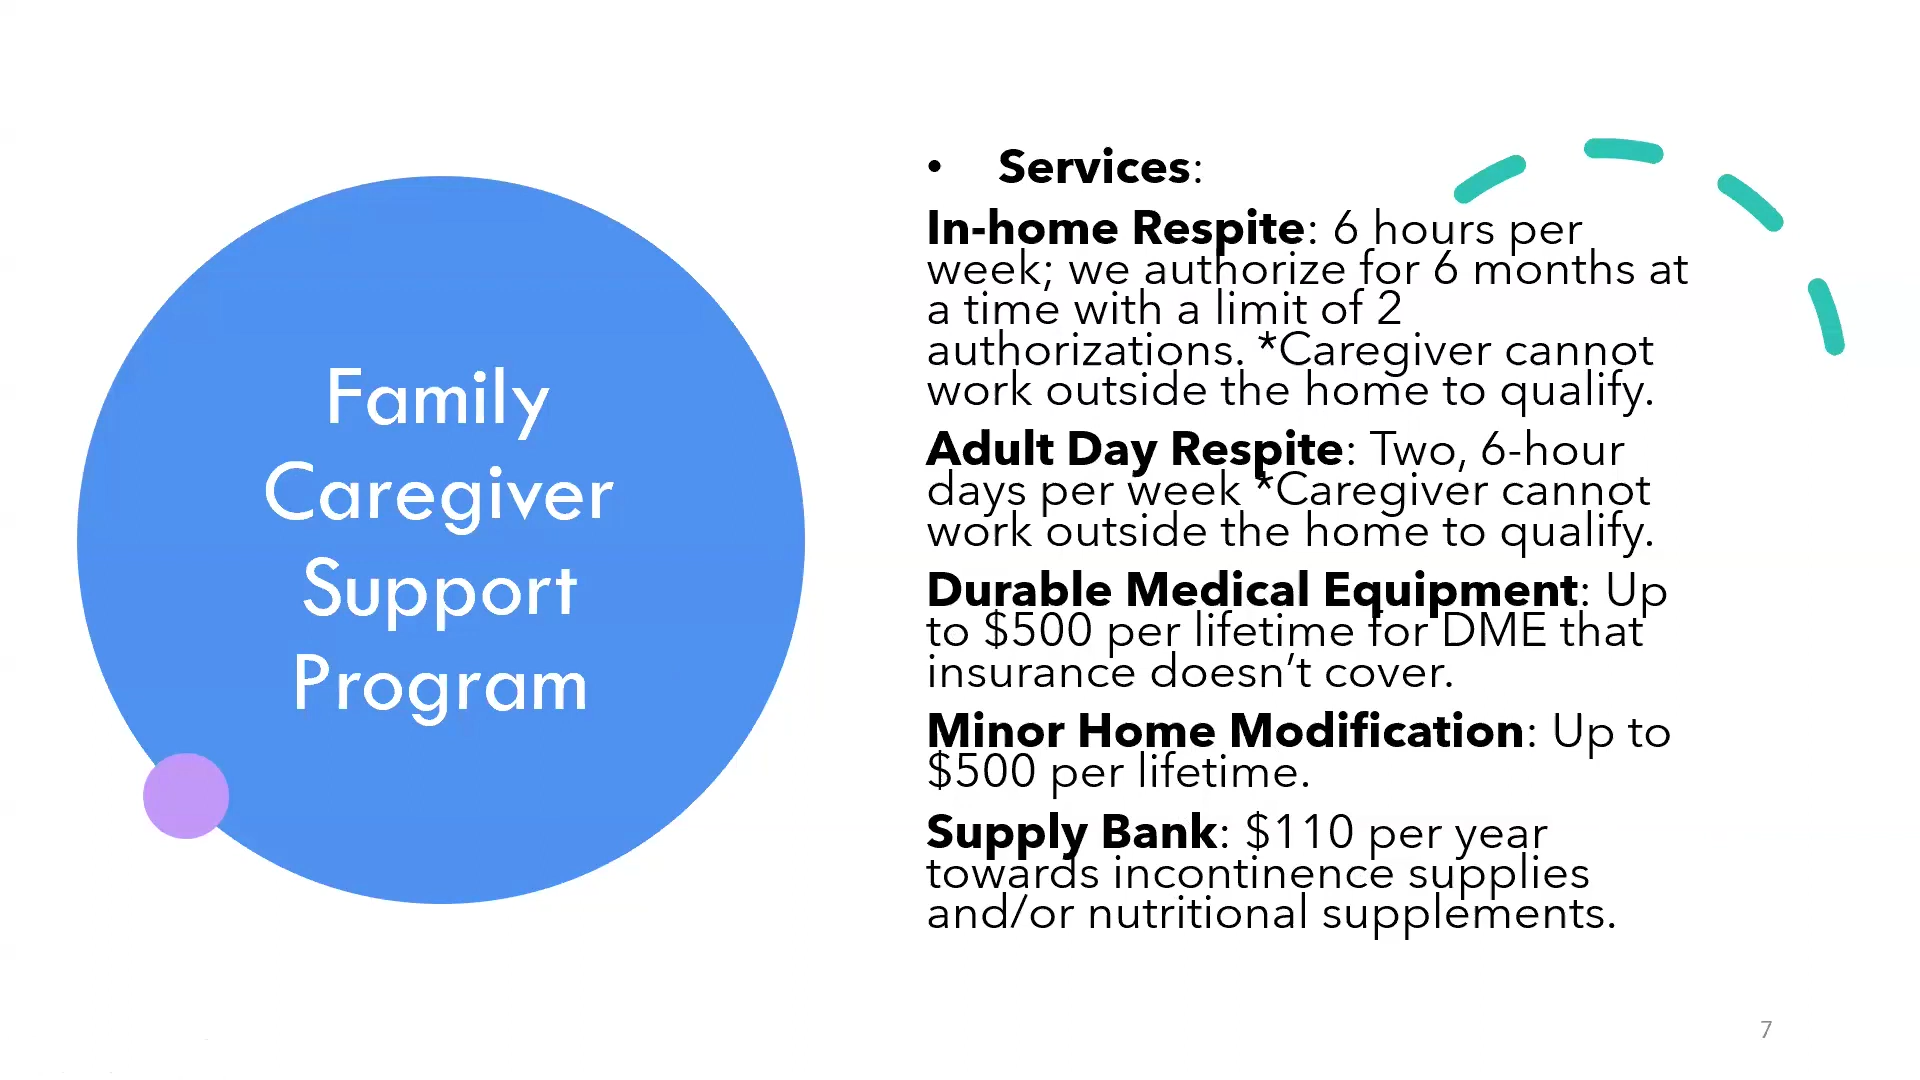 Family
Caregiver
Support
Program
• Services:
In-home Respite: 6 hours per
week; we authorize for 6 months at
a time with a limit of 2
authorizations. *Caregiver cannot
work outside the home to qualify.
Adult Day Respite: Two, 6-hour
days per week *Caregiver cannot
work outside the home to qualify.
Durable Medical Equipment: Up
to $500 per lifetime for DME that
insurance doesn’t cover.
Minor Home Modification: Up to
$500 per lifetime.
Supply Bank: $110 per year
towards incontinence supplies
and/or nutritional supplements.
7